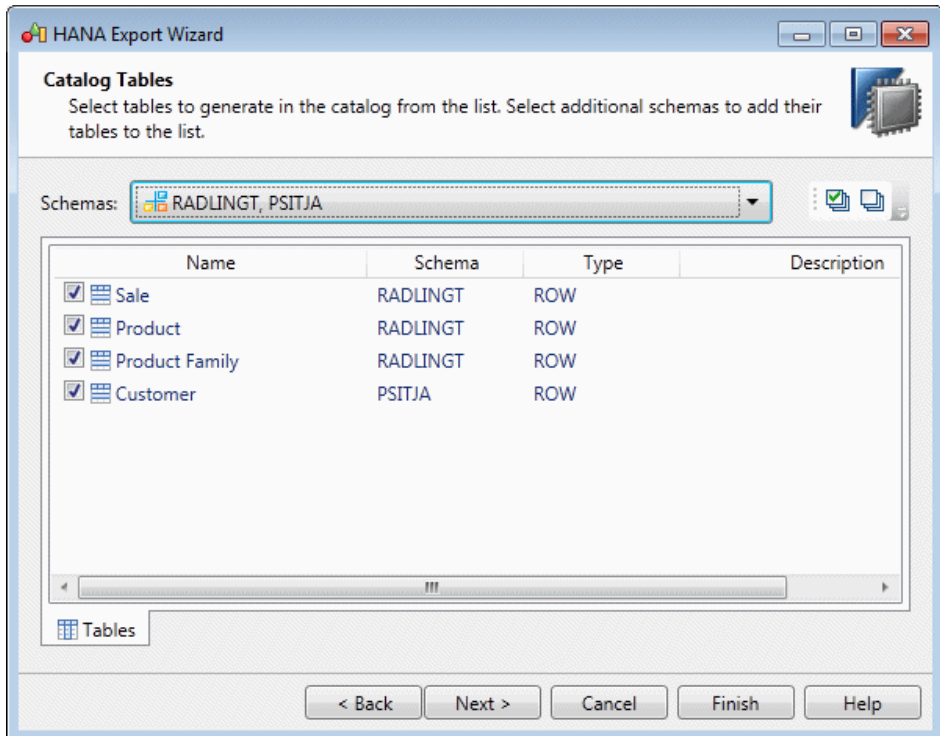 HANA Export Wizard
Catalog Tables
Select tables to generate in the catalog from the list. Select additional schemas to add their
tables to the list.
Schemas: RADLINGT, PSITJA
Name Schema Type Description
Sale RADLINGT ROW
Product RADLINGT ROW
Product Family RADLINGT ROW
Customer PSITJA ROW
Tables
< Back Next > Cancel Finish Help